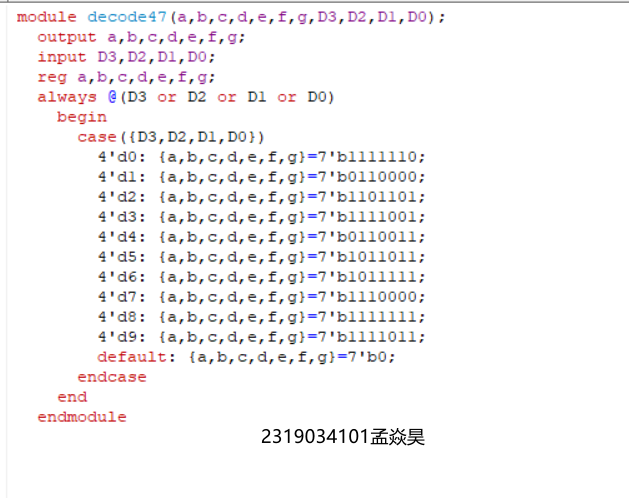 module decode47(a,b,c,d,e,f,g,D3,D2,D1,D0);
output a,b,c,d,e,f,g;
input D3,D2,D1,D0;
reg a,b,c,d,e,f,g;
always @(D3 or D2 or D1 or D0)
begin
case({D3,D2,D1,D0})
4'd0: {a,b,c,d,e,f,g}=7'b1111110;
4'd1: {a,b,c,d,e,f,g}=7'b0110000;
4'd2: {a,b,c,d,e,f,g}=7'b1101101;
4'd3: {a,b,c,d,e,f,g}=7'b1111001;
4'd4: {a,b,c,d,e,f,g}=7'b0110011;
4'd5: {a,b,c,d,e,f,g}=7'b1011011;
4'd6: {a,b,c,d,e,f,g}=7'b1011111;
4'd7: {a,b,c,d,e,f,g}=7'b1110000;
4'd8: {a,b,c,d,e,f,g}=7'b1111111;
4'd9: {a,b,c,d,e,f,g}=7'b1111011;
default: {a,b,c,d,e,f,g}=7'b0;
endcase
end
endmodule
2319034101孟焱昊